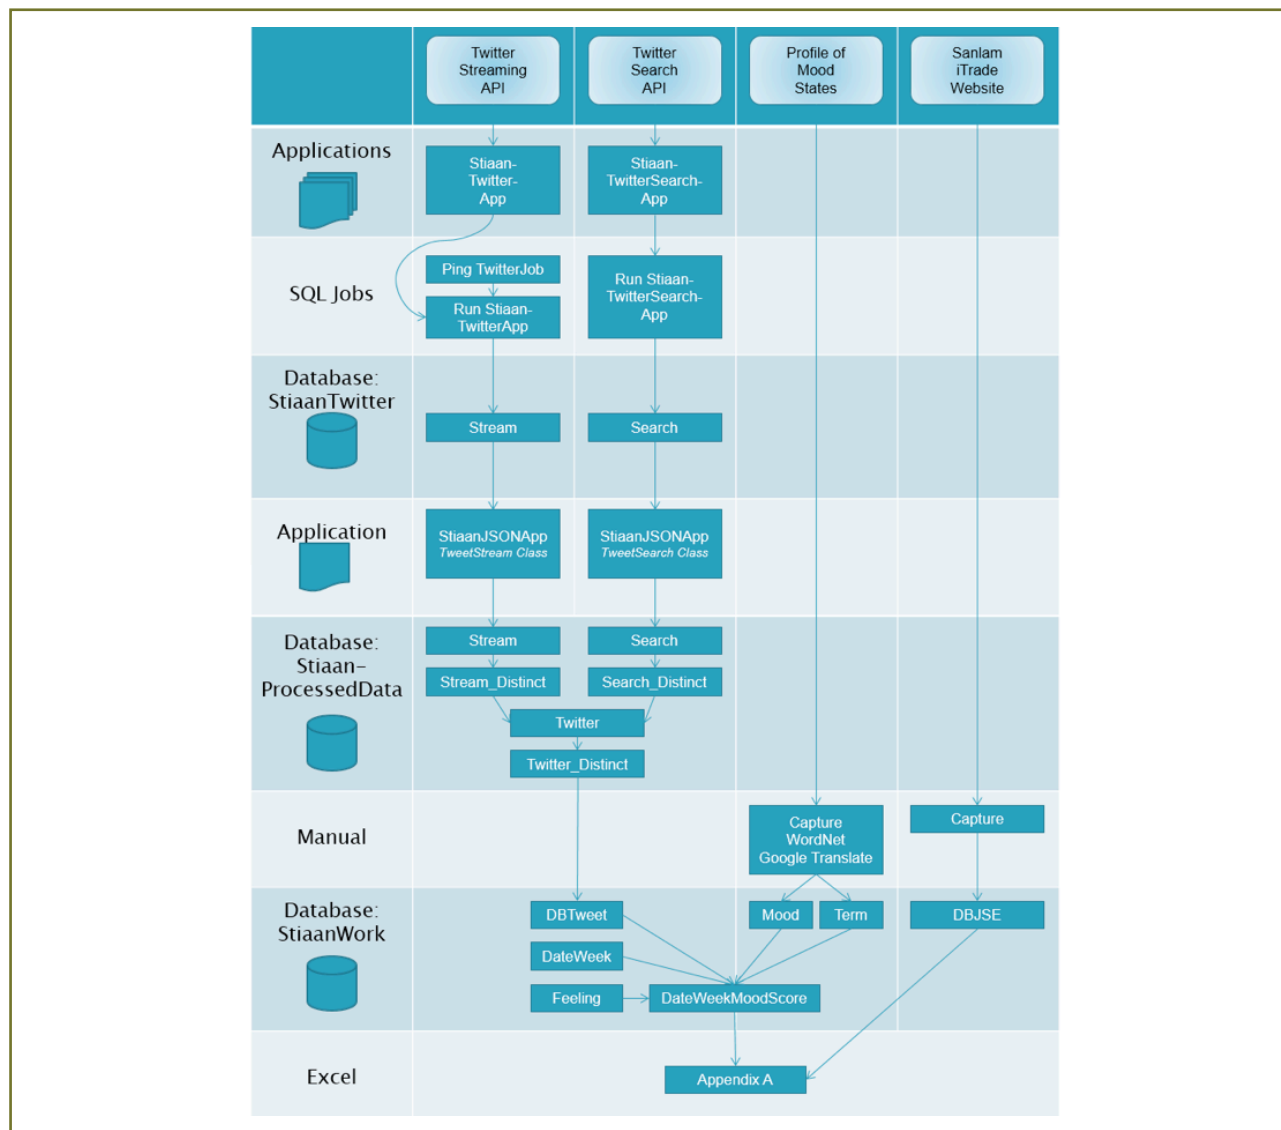 Twitter
Streaming
API
Twitter
Search
API
Profile of
Mood
States
Sanlam
iTrade
Website
Applications
Stiaan-
Twitter-
App
Stiaan-
TwitterSearch-
App
SQL Jobs
Ping TwitterJob
Run Stiaan-
TwitterApp
Run Stiaan-
TwitterSearch-
App
Database:
StiaanTwitter
Stream
Search
Application
StiaanJSONApp
TweetStream Class
StiaanJSONApp
TweetSearch Class
Database:
Stiaan-
ProcessedData
Stream
Search
Stream_Distinct
Search_Distinct
Twitter
Twitter_Distinct
Manual
Capture
WordNet
Google Translate
Capture
Database:
StiaanWork
DBTweet
Mood
Term
DBJSE
DateWeek
Feeling
DateWeekMoodScore
Excel
Appendix A